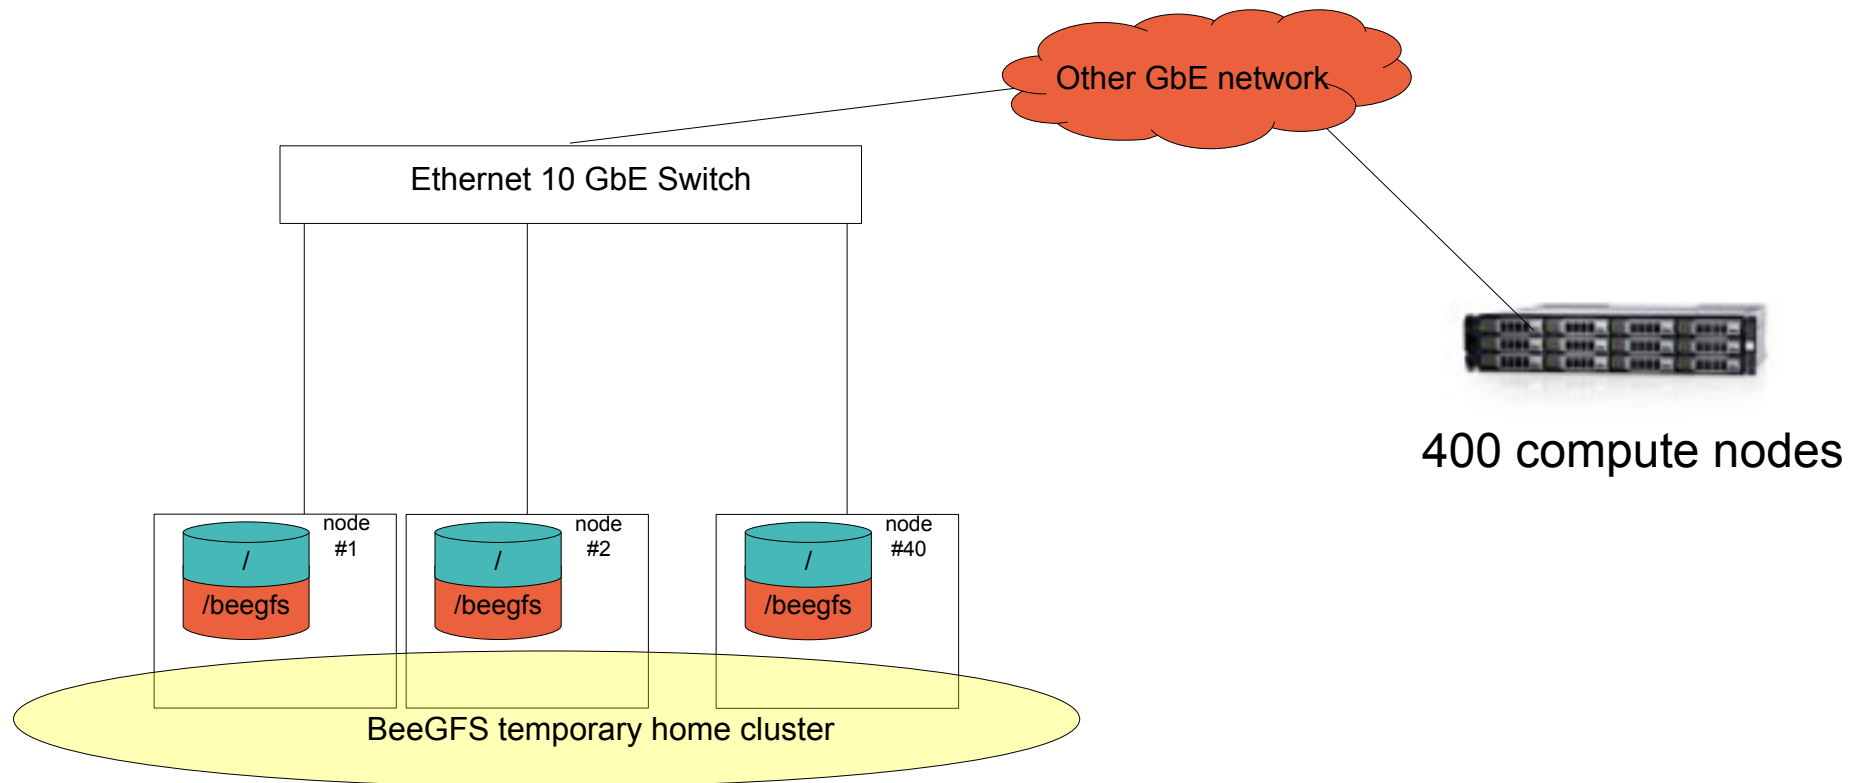 Other GbE network
Ethernet 10 GbE Switch
400 compute nodes
node
#1
/
/beegfs
node
#2
/
/beegfs
node
#40
/
/beegfs
BeeGFS temporary home cluster